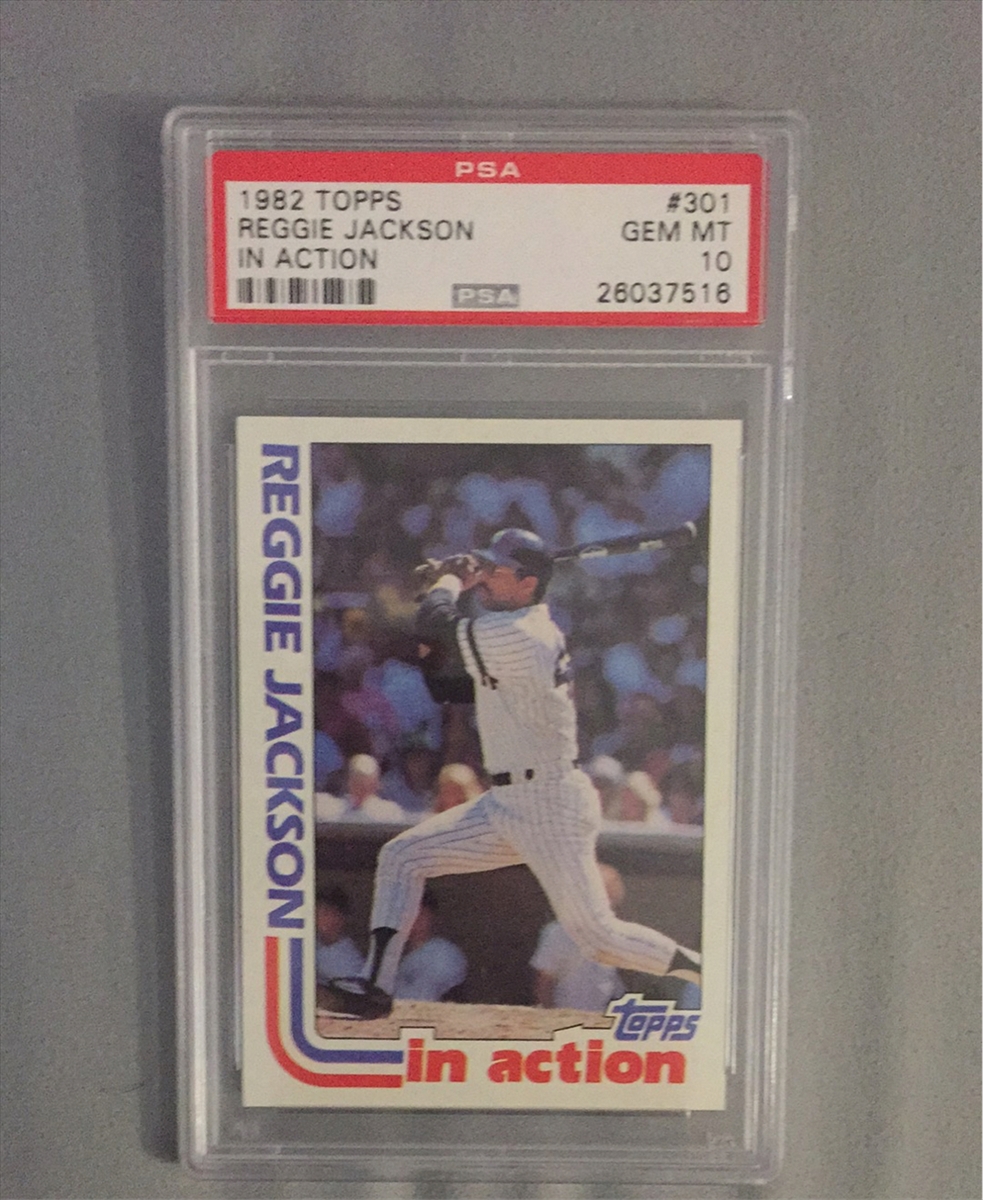 PSA
1982 TOPPS #301
REGGIE JACKSON GEM MT
IN ACTION 10
PSA 26037516
REGGIE JACKSON
topps
in action